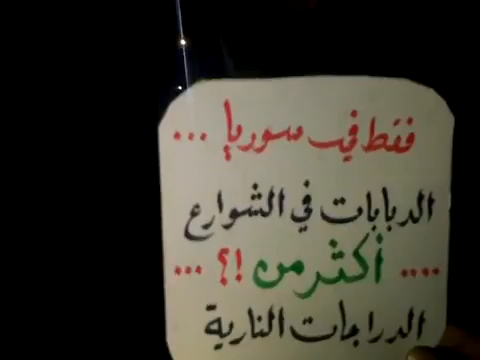 فقط في سوريا ...
الدبابات في الشوارع
.... أكثر من !؟ ...
الدراجات النارية